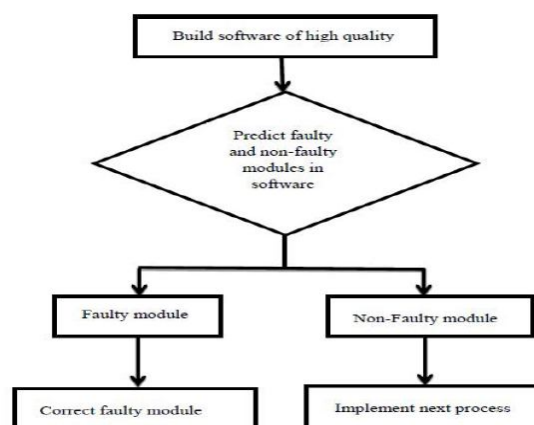 Build software of high quality
Predict faulty
and non-faulty
modules in
software
Faulty module
Non-Faulty module
Correct faulty module
Implement next process